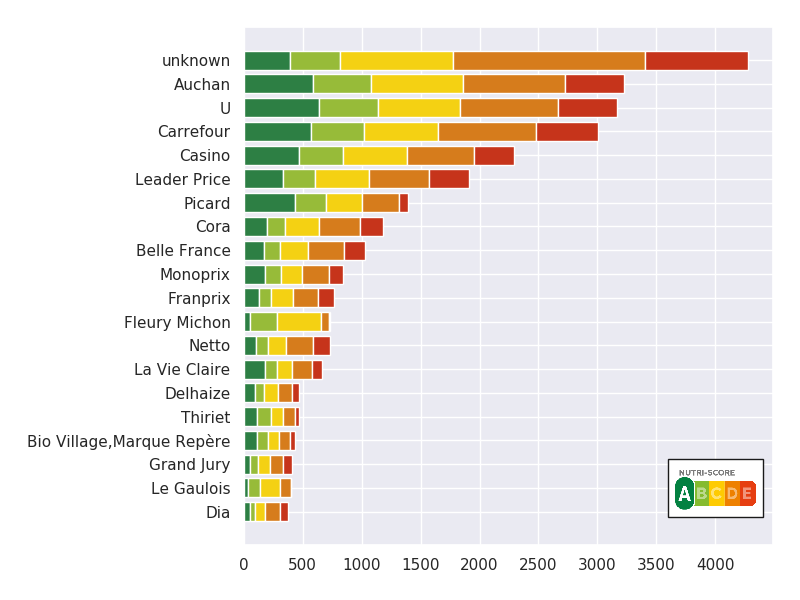 unknown
Auchan
U
Carrefour
Casino
Leader Price
Picard
Cora
Belle France
Monoprix
Franprix
Fleury Michon
Netto
La Vie Claire
Delhaize
Thiriet
Bio Village,Marque Repère
Grand Jury
Le Gaulois
Dia
NUTRI-SCORE
A B C D E
0 500 1000 1500 2000 2500 3000 3500 4000